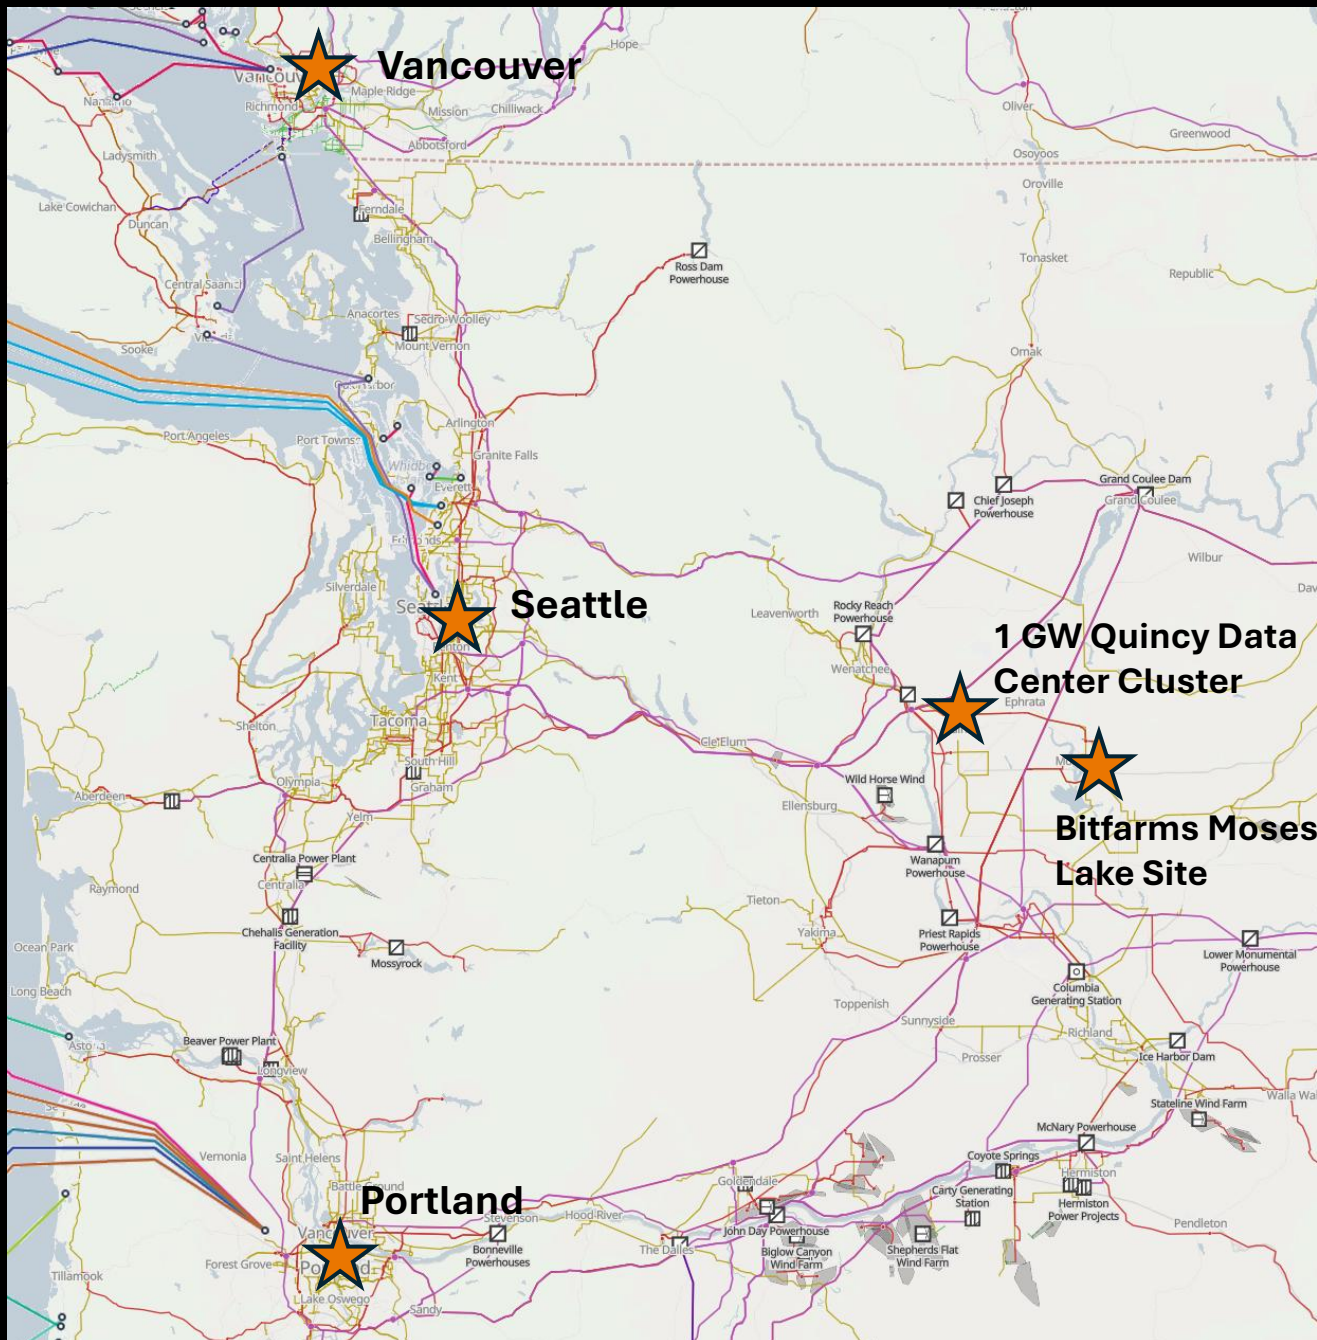 Hope
Vancouver
Maple Ridge
Richmond
Mission
Chilliwack
Oliver
Greenwood
Abbotsford
Ladysmith
Osoyoos
Oroville
Lake Cowichan
Duncan
Ferndale
Bellingham
Tonasket
Republic
Ross Dam
Powerhouse
Central Saanich
Anacortes
Sedro-Woolley
Mount Vernon
Sooke
Omak
Port Angeles
Arlington
Granite Falls
Everett
Grand Coulee Dam
Grand Coulee
Chief Joseph
Powerhouse
Wilbur
Silverdale
Seattle
Leavenworth
Rocky Reach
Powerhouse
Wenatchee
1 GW Quincy Data
Center Cluster
Ephrata
Kent
Tacoma
Shelton
Cle Elum
South Hill
Graham
Wild Horse Wind
Ellensburg
Olympia
Aberdeen
Yelm
Bitfarms Moses
Lake Site
Centralia Power Plant
Centralia
Wanapum
Powerhouse
Raymond
Tieton
Yakima
Chehalis Generation
Facility
Priest Rapids
Powerhouse
Ocean Park
Mossyrock
Lower Monumental
Powerhouse
Long Beach
Columbia
Generating Station
Toppenish
Sunnyside
Richland
Beaver Power Plant
Longview
Prosser
Ice Harbor Dam
Stateline Wind Farm
McNary Powerhouse
Vernonia
Saint Helens
Coyote Springs
Hermiston
Goldendale
Carty Generating
Station
Hermiston
Power Projects
Portland
Stevenson
Hood River
John Day Powerhouse
Pendleton
Vancouver
Bonneville
Powerhouses
The Dalles
Biglow Canyon
Wind Farm
Shepherds Flat
Wind Farm
Forest Grove
Tillamook
Lake Oswego
Sandy